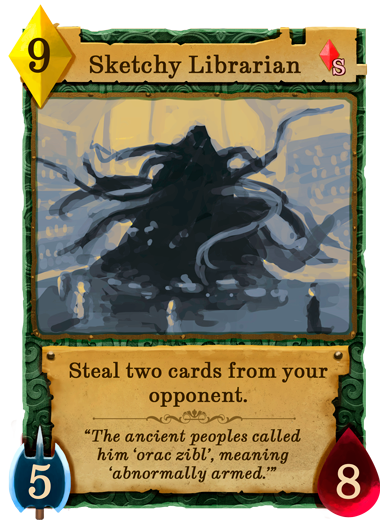 9
Sketchy Librarian
S
Steal two cards from your
opponent.
“The ancient peoples called
him ‘orac zibl’, meaning
‘abnormally armed.’”
5
8